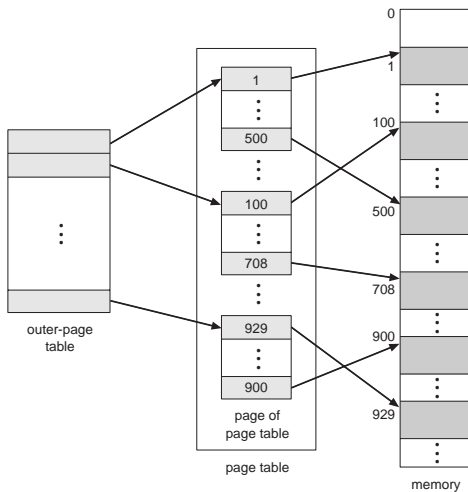 outer-page
table
1
500
100
708
929
900
page of
page table
page table
0
1
100
500
708
900
929
memory